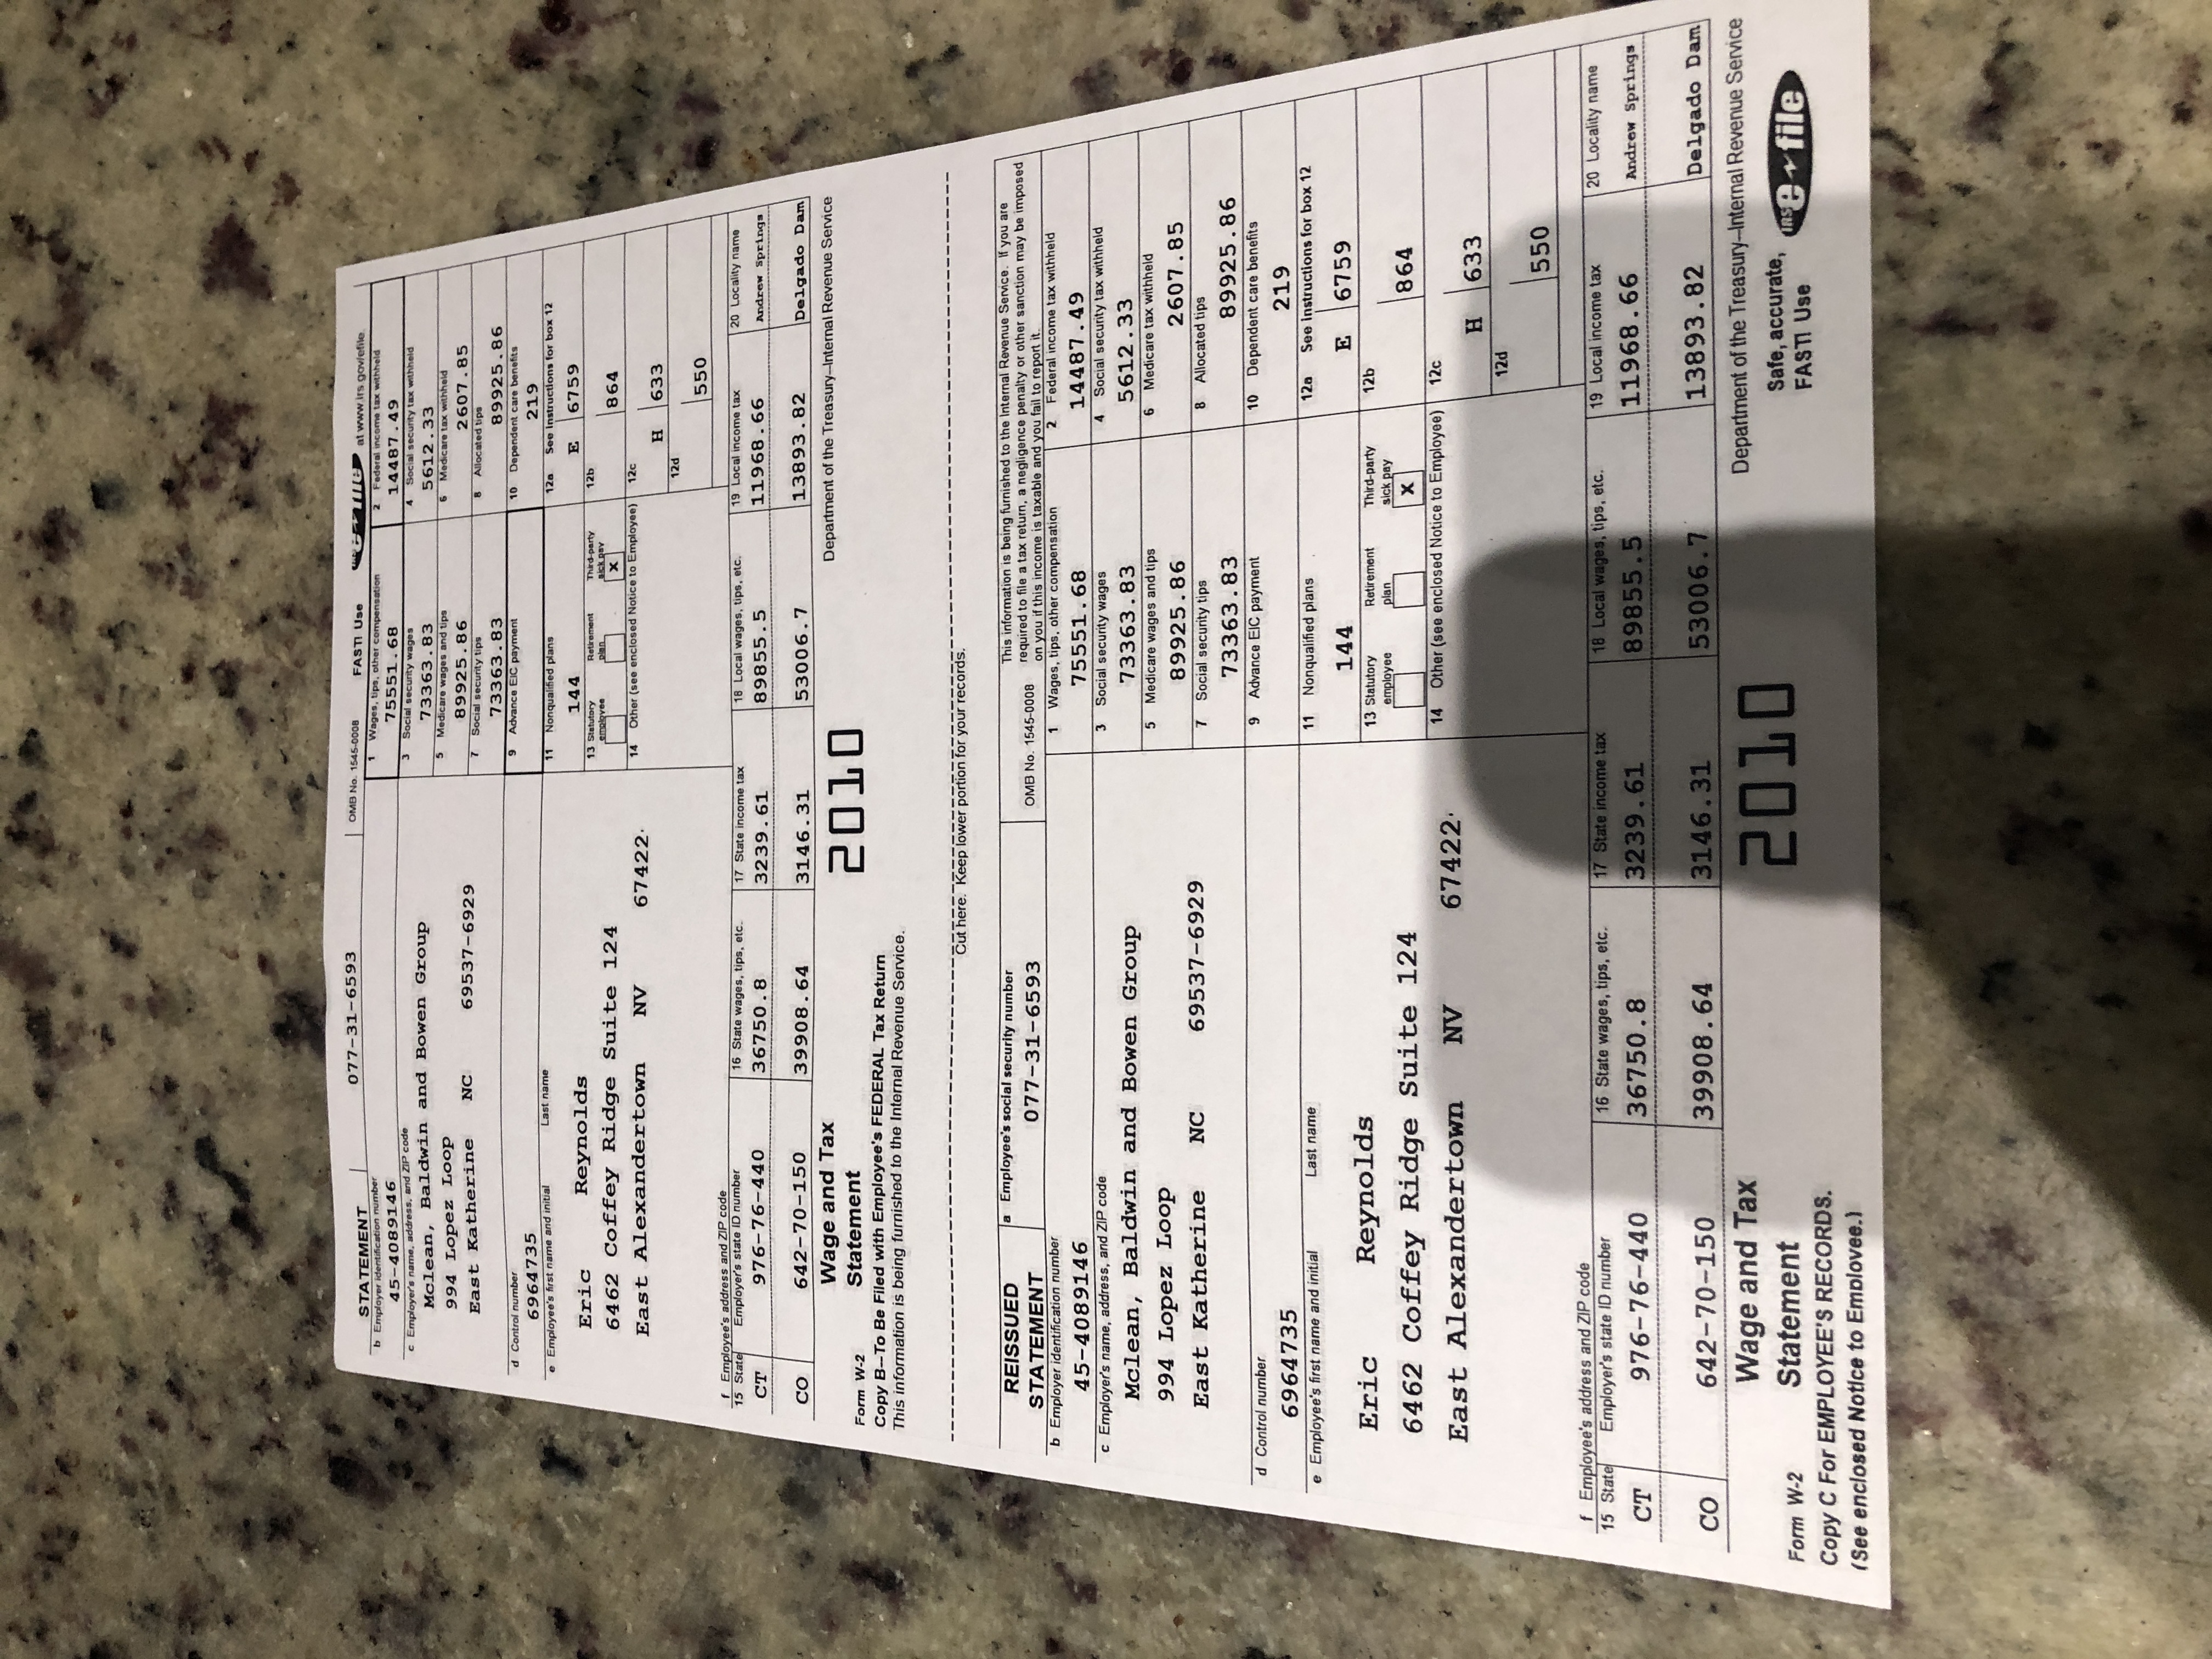 STATEMENT 077-31-6593 OMB No. 1545-0008 FAST! Use e file at www.irs.gov/efile.
b Employer identification number 1 Wages, tips, other compensation 2 Federal income tax withheld
45-4089146 75551.68 14487.49
c Employer's name, address, and ZIP code 3 Social security wages 4 Social security tax withheld
Mclean, Baldwin and Bowen Group 73363.83 5612.33
994 Lopez Loop 5 Medicare wages and tips 6 Medicare tax withheld
East Katherine NC 69537-6929 89925.86 2607.85
7 Social security tips 8 Allocated tips
73363.83 89925.86
d Control number 9 Advance EIC payment 10 Dependent care benefits
6964735 219
e Employee's first name and initial Last name 11 Nonqualified plans 12a See instructions for box 12
Eric Reynolds 144 E 6759
13 Statutory employee Retirement plan Third-party sick pay X 12b
6462 Coffey Ridge Suite 124 864
East Alexandertown NV 67422 14 Other (see enclosed Notice to Employee) 12c
H 633
12d
550
f Employee's address and ZIP code
15 State Employer's state ID number 16 State wages, tips, etc. 17 State income tax 18 Local wages, tips, etc. 19 Local income tax 20 Locality name
CT 976-76-440 36750.8 3239.61 89855.5 11968.66 Andrew Springs
CO 642-70-150 39908.64 3146.31 53006.7 13893.82 Delgado Dam
Wage and Tax 2010 Department of the Treasury--Internal Revenue Service
Form W-2 Statement
Copy B--To Be Filed with Employee's FEDERAL Tax Return
This information is being furnished to the Internal Revenue Service.
Cut here. Keep lower portion for your records.
REISSUED a Employee's social security number This information is being furnished to the Internal Revenue Service. If you are
STATEMENT 077-31-6593 OMB No. 1545-0008 required to file a tax return, a negligence penalty or other sanction may be imposed
on you if this income is taxable and you fail to report it.
b Employer identification number 1 Wages, tips, other compensation 2 Federal income tax withheld
45-4089146 75551.68 14487.49
c Employer's name, address, and ZIP code 3 Social security wages 4 Social security tax withheld
Mclean, Baldwin and Bowen Group 73363.83 5612.33
994 Lopez Loop 5 Medicare wages and tips 6 Medicare tax withheld
East Katherine NC 69537-6929 89925.86 2607.85
7 Social security tips 8 Allocated tips
73363.83 89925.86
d Control number 9 Advance EIC payment 10 Dependent care benefits
6964735 219
e Employee's first name and initial Last name 11 Nonqualified plans 12a See instructions for box 12
Eric Reynolds 144 E 6759
13 Statutory employee Retirement plan Third-party sick pay X 12b
6462 Coffey Ridge Suite 124 864
East Alexandertown NV 67422 14 Other (see enclosed Notice to Employee) 12c
H 633
12d
550
f Employee's address and ZIP code
15 State Employer's state ID number 16 State wages, tips, etc. 17 State income tax 18 Local wages, tips, etc. 19 Local income tax 20 Locality name
CT 976-76-440 36750.8 3239.61 89855.5 11968.66 Andrew Springs
CO 642-70-150 39908.64 3146.31 53006.7 13893.82 Delgado Dam
Wage and Tax 2010 Department of the Treasury--Internal Revenue Service
Form W-2 Statement Safe, accurate, FAST! Use IRS e file
Copy C For EMPLOYEE'S RECORDS.
(See enclosed Notice to Employee.)